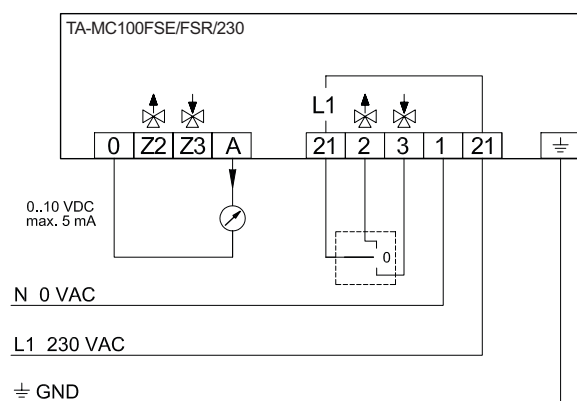 TA-MC100FSE/FSR/230
L1
0 Z2 Z3 A 21 2 3 1 21
0..10 VDC
max. 5 mA
0
N 0 VAC
L1 230 VAC
GND